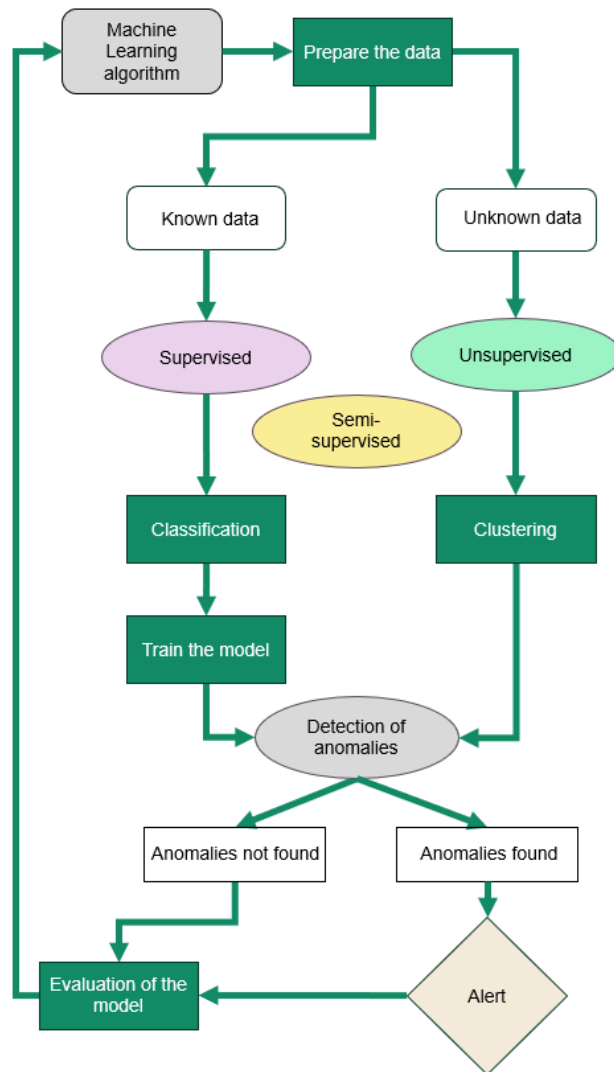 Machine
Learning
algorithm
Prepare the data
Known data
Unknown data
Supervised
Unsupervised
Semi-
supervised
Classification
Clustering
Train the model
Detection of
anomalies
Anomalies not found
Anomalies found
Evaluation of the
model
Alert